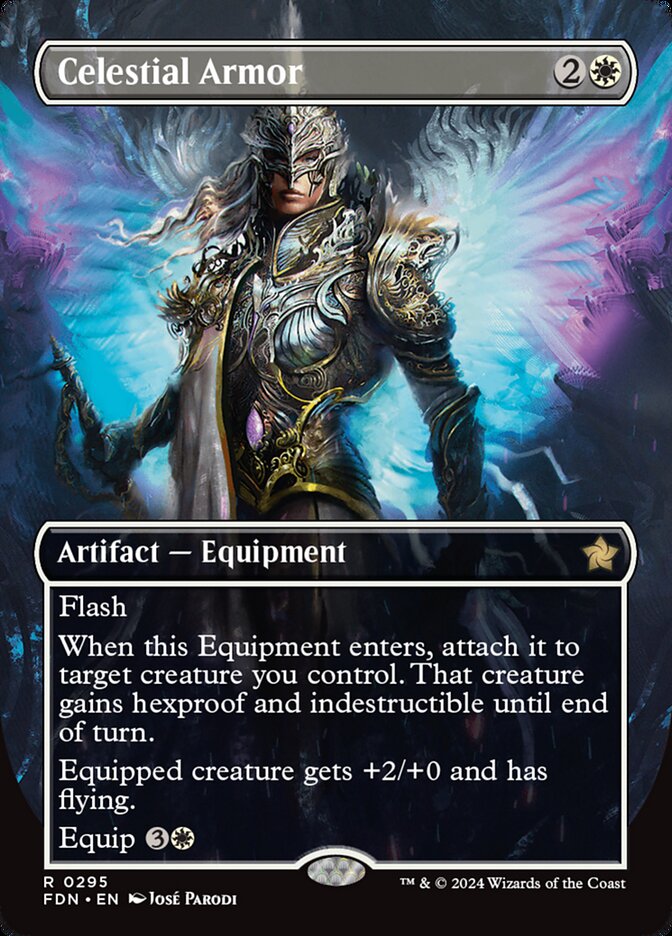 Celestial Armor 2
Artifact — Equipment
Flash
When this Equipment enters, attach it to
target creature you control. That creature
gains hexproof and indestructible until end
of turn.
Equipped creature gets +2/+0 and has
flying.
Equip 3
R 0295
FDN • EN José Parodi
™ & © 2024 Wizards of the Coast